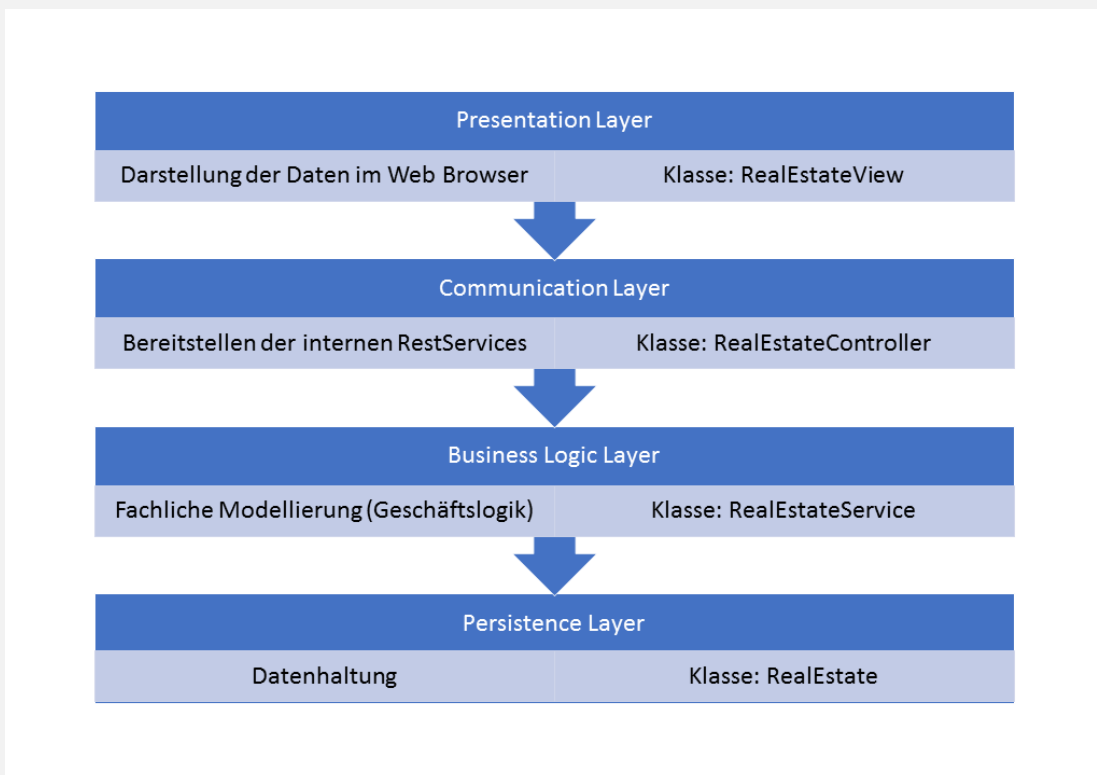 Presentation Layer
Darstellung der Daten im Web Browser
Klasse: RealEstateView
Communication Layer
Bereitstellen der internen RestServices
Klasse: RealEstateController
Business Logic Layer
Fachliche Modellierung (Geschäftslogik)
Klasse: RealEstateService
Persistence Layer
Datenhaltung
Klasse: RealEstate